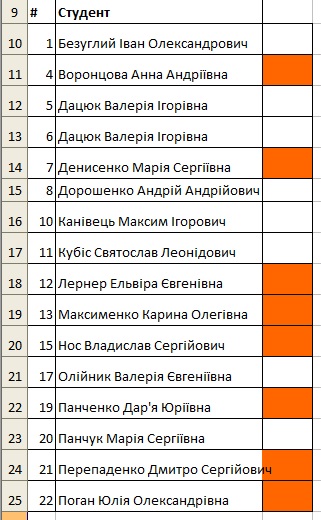 9 # Студент
10 1 Безуглий Іван Олександрович
11 4 Воронцова Анна Андріївна
12 5 Дацюк Валерія Ігорівна
13 6 Дацюк Валерія Ігорівна
14 7 Денисенко Марія Сергіївна
15 8 Дорошенко Андрій Андрійович
16 10 Канівець Максим Ігорович
17 11 Кубіс Святослав Леонідович
18 12 Лернер Ельвіра Євгенівна
19 13 Максименко Карина Олегівна
20 15 Нос Владислав Сергійович
21 17 Олійник Валерія Євгеніївна
22 19 Панченко Дар'я Юріївна
23 20 Панчук Марія Сергіївна
24 21 Перепаденко Дмитро Сергійович
25 22 Поган Юлія Олександрівна